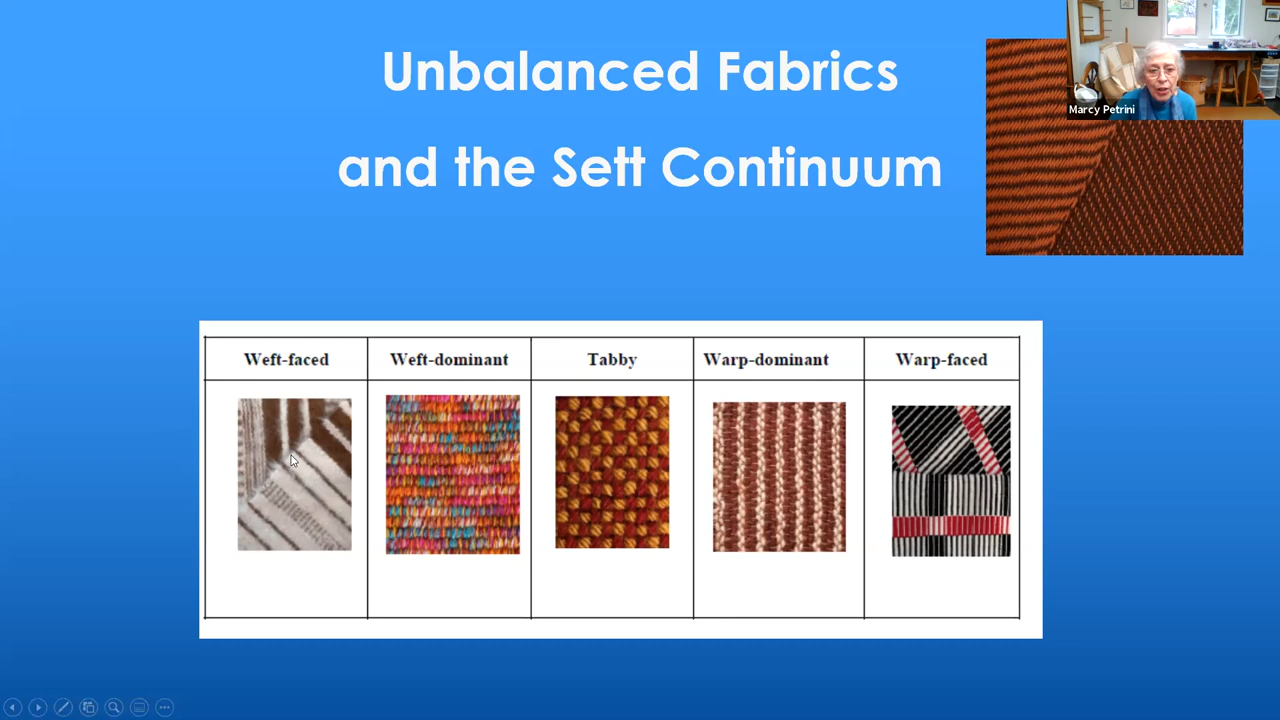 Unbalanced Fabrics
and the Sett Continuum
Marcy Petrini
Weft-faced Weft-dominant Tabby Warp-dominant Warp-faced